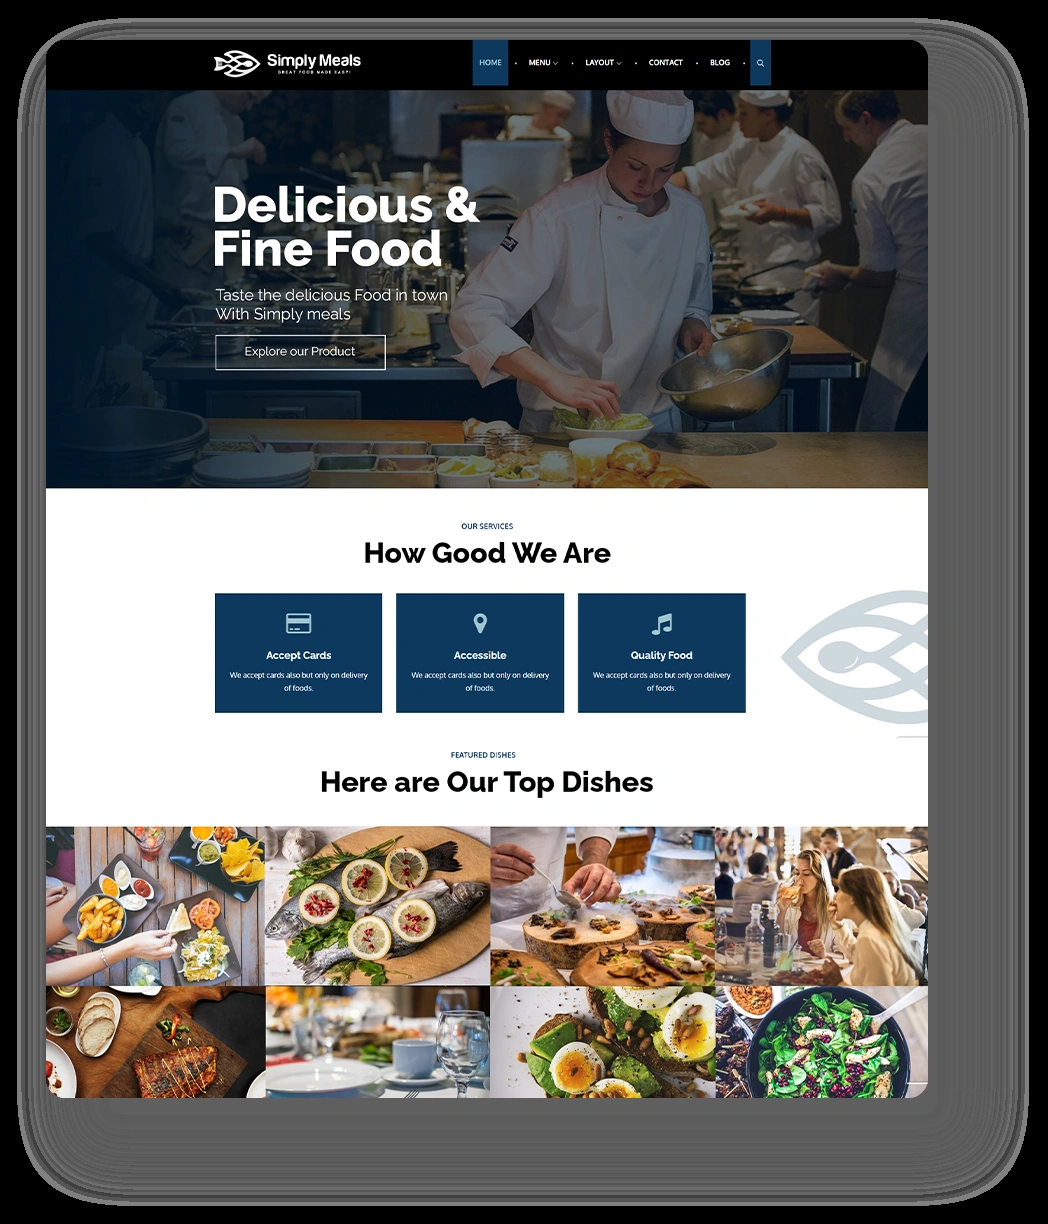 Simply Meals
GREAT FOOD MADE EASY!
HOME
MENU
LAYOUT
CONTACT
BLOG
Delicious &
Fine Food
Taste the delicious Food in town
With Simply meals
Explore our Product
OUR SERVICES
How Good We Are
Accept Cards
We accept cards also but only on delivery
of foods.
Accessible
We accept cards also but only on delivery
of foods.
Quality Food
We accept cards also but only on delivery
of foods.
FEATURED DISHES
Here are Our Top Dishes